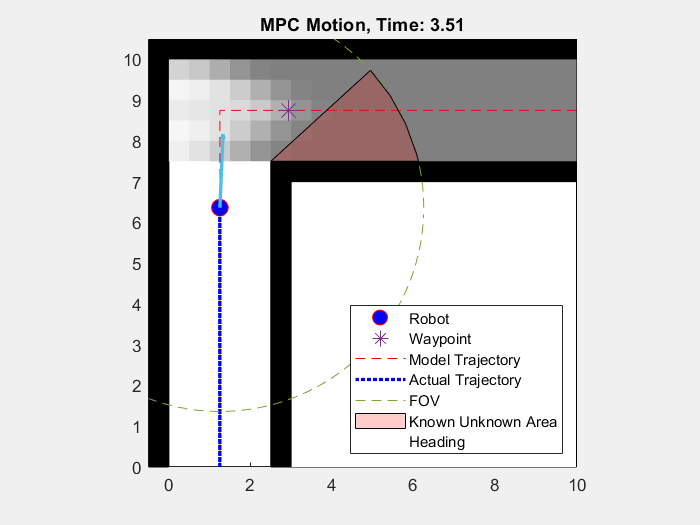 MPC Motion, Time: 3.51
10
9
8
7
6
5
4
3
2
1
0
0 2 4 6 8 10
Robot
Waypoint
Model Trajectory
Actual Trajectory
FOV
Known Unknown Area
Heading